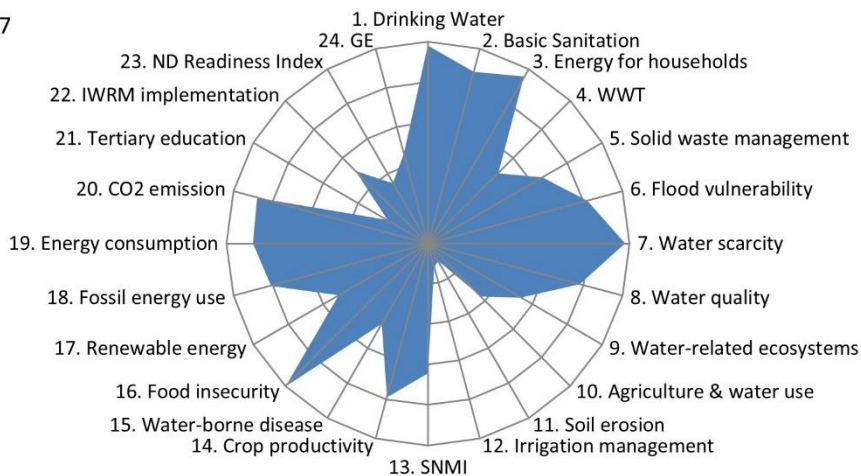 7
1. Drinking Water
2. Basic Sanitation
3. Energy for households
4. WWT
5. Solid waste management
6. Flood vulnerability
7. Water scarcity
8. Water quality
9. Water-related ecosystems
10. Agriculture & water use
11. Soil erosion
12. Irrigation management
13. SNMI
14. Crop productivity
15. Water-borne disease
16. Food insecurity
17. Renewable energy
18. Fossil energy use
19. Energy consumption
20. CO2 emission
21. Tertiary education
22. IWRM implementation
23. ND Readiness Index
24. GE